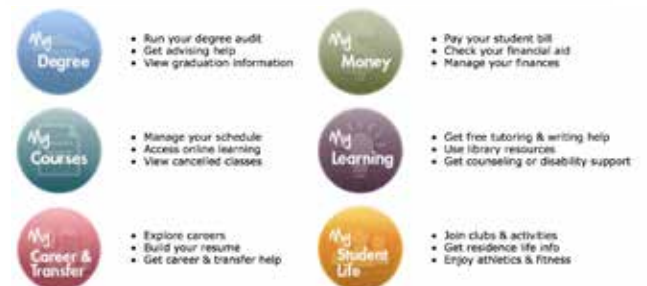 My
Degree
• Run your degree audit
• Get advising help
• View graduation information
My
Money
• Pay your student bill
• Check your financial aid
• Manage your finances
My
Courses
• Manage your schedule
• Access online learning
• View cancelled classes
My
Learning
• Get free tutoring & writing help
• Use library resources
• Get counseling or disability support
My
Career &
Transfer
• Explore careers
• Build your resume
• Get career & transfer help
My
Student
Life
• Join clubs & activities
• Get residence life info
• Enjoy athletics & fitness